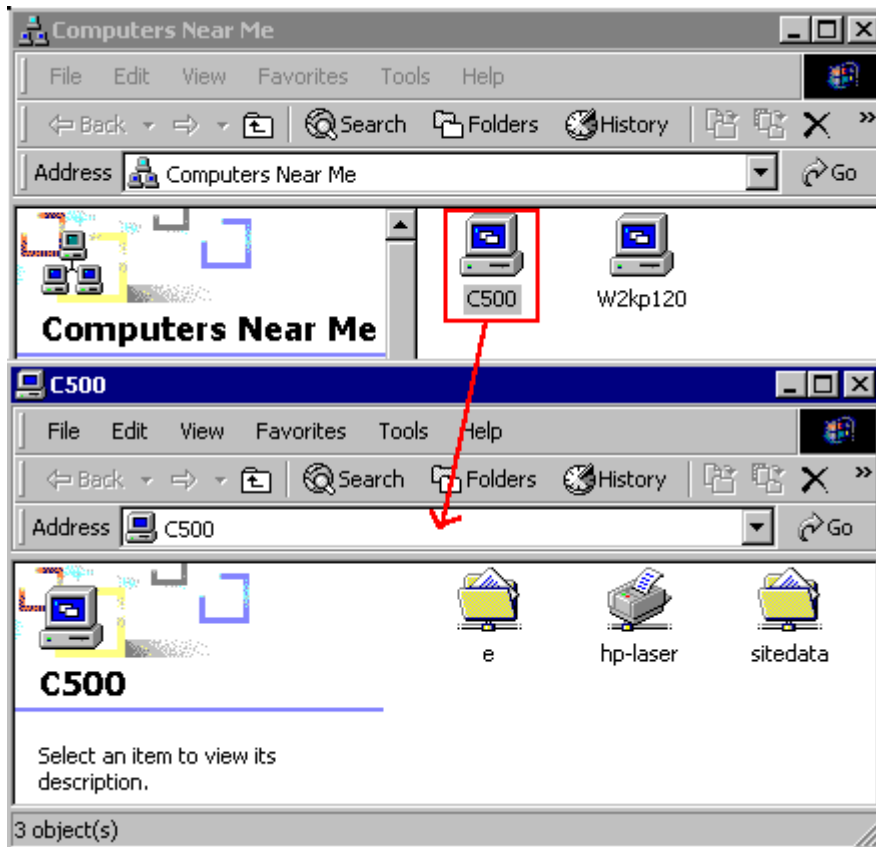 Computers Near Me
File Edit View Favorites Tools Help
Back Search Folders History »
Address Computers Near Me Go
C500 W2kp120
Computers Near Me
C500
File Edit View Favorites Tools Help
Back Search Folders History »
Address C500 Go
e hp-laser sitedata
C500
Select an item to view its
description.
3 object(s)